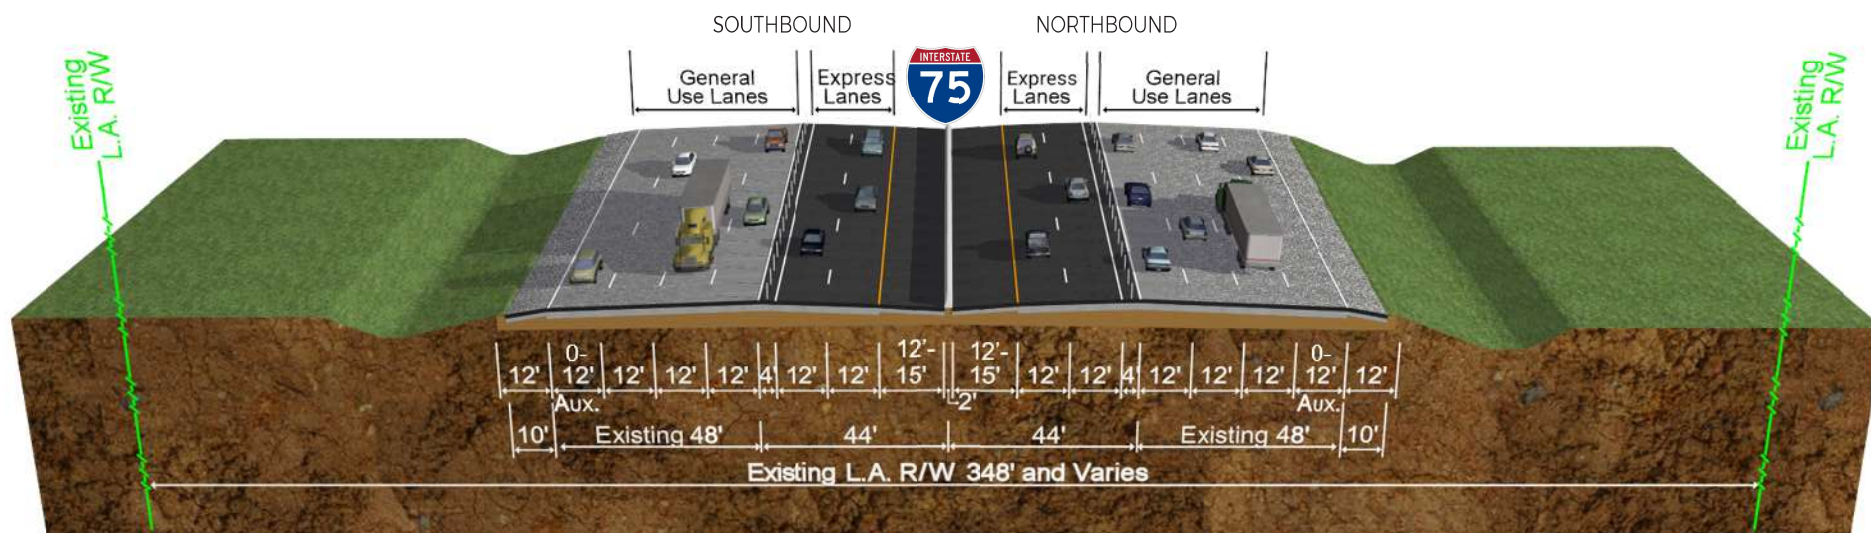 SOUTHBOUND
NORTHBOUND
Existing
L.A. R/W
General
Use Lanes
Express
Lanes
INTERSTATE
75
Express
Lanes
General
Use Lanes
Existing
L.A. R/W
12' 0-12' 12' 12' 12' 4' 12' 12' 12'-15' 12'-15' 12' 12' 4' 12' 12' 12' 0-12' 12'
AUX. 2' AUX.
10' Existing 48' 44' 44' Existing 48' 10'
Existing L.A. R/W 348' and Varies